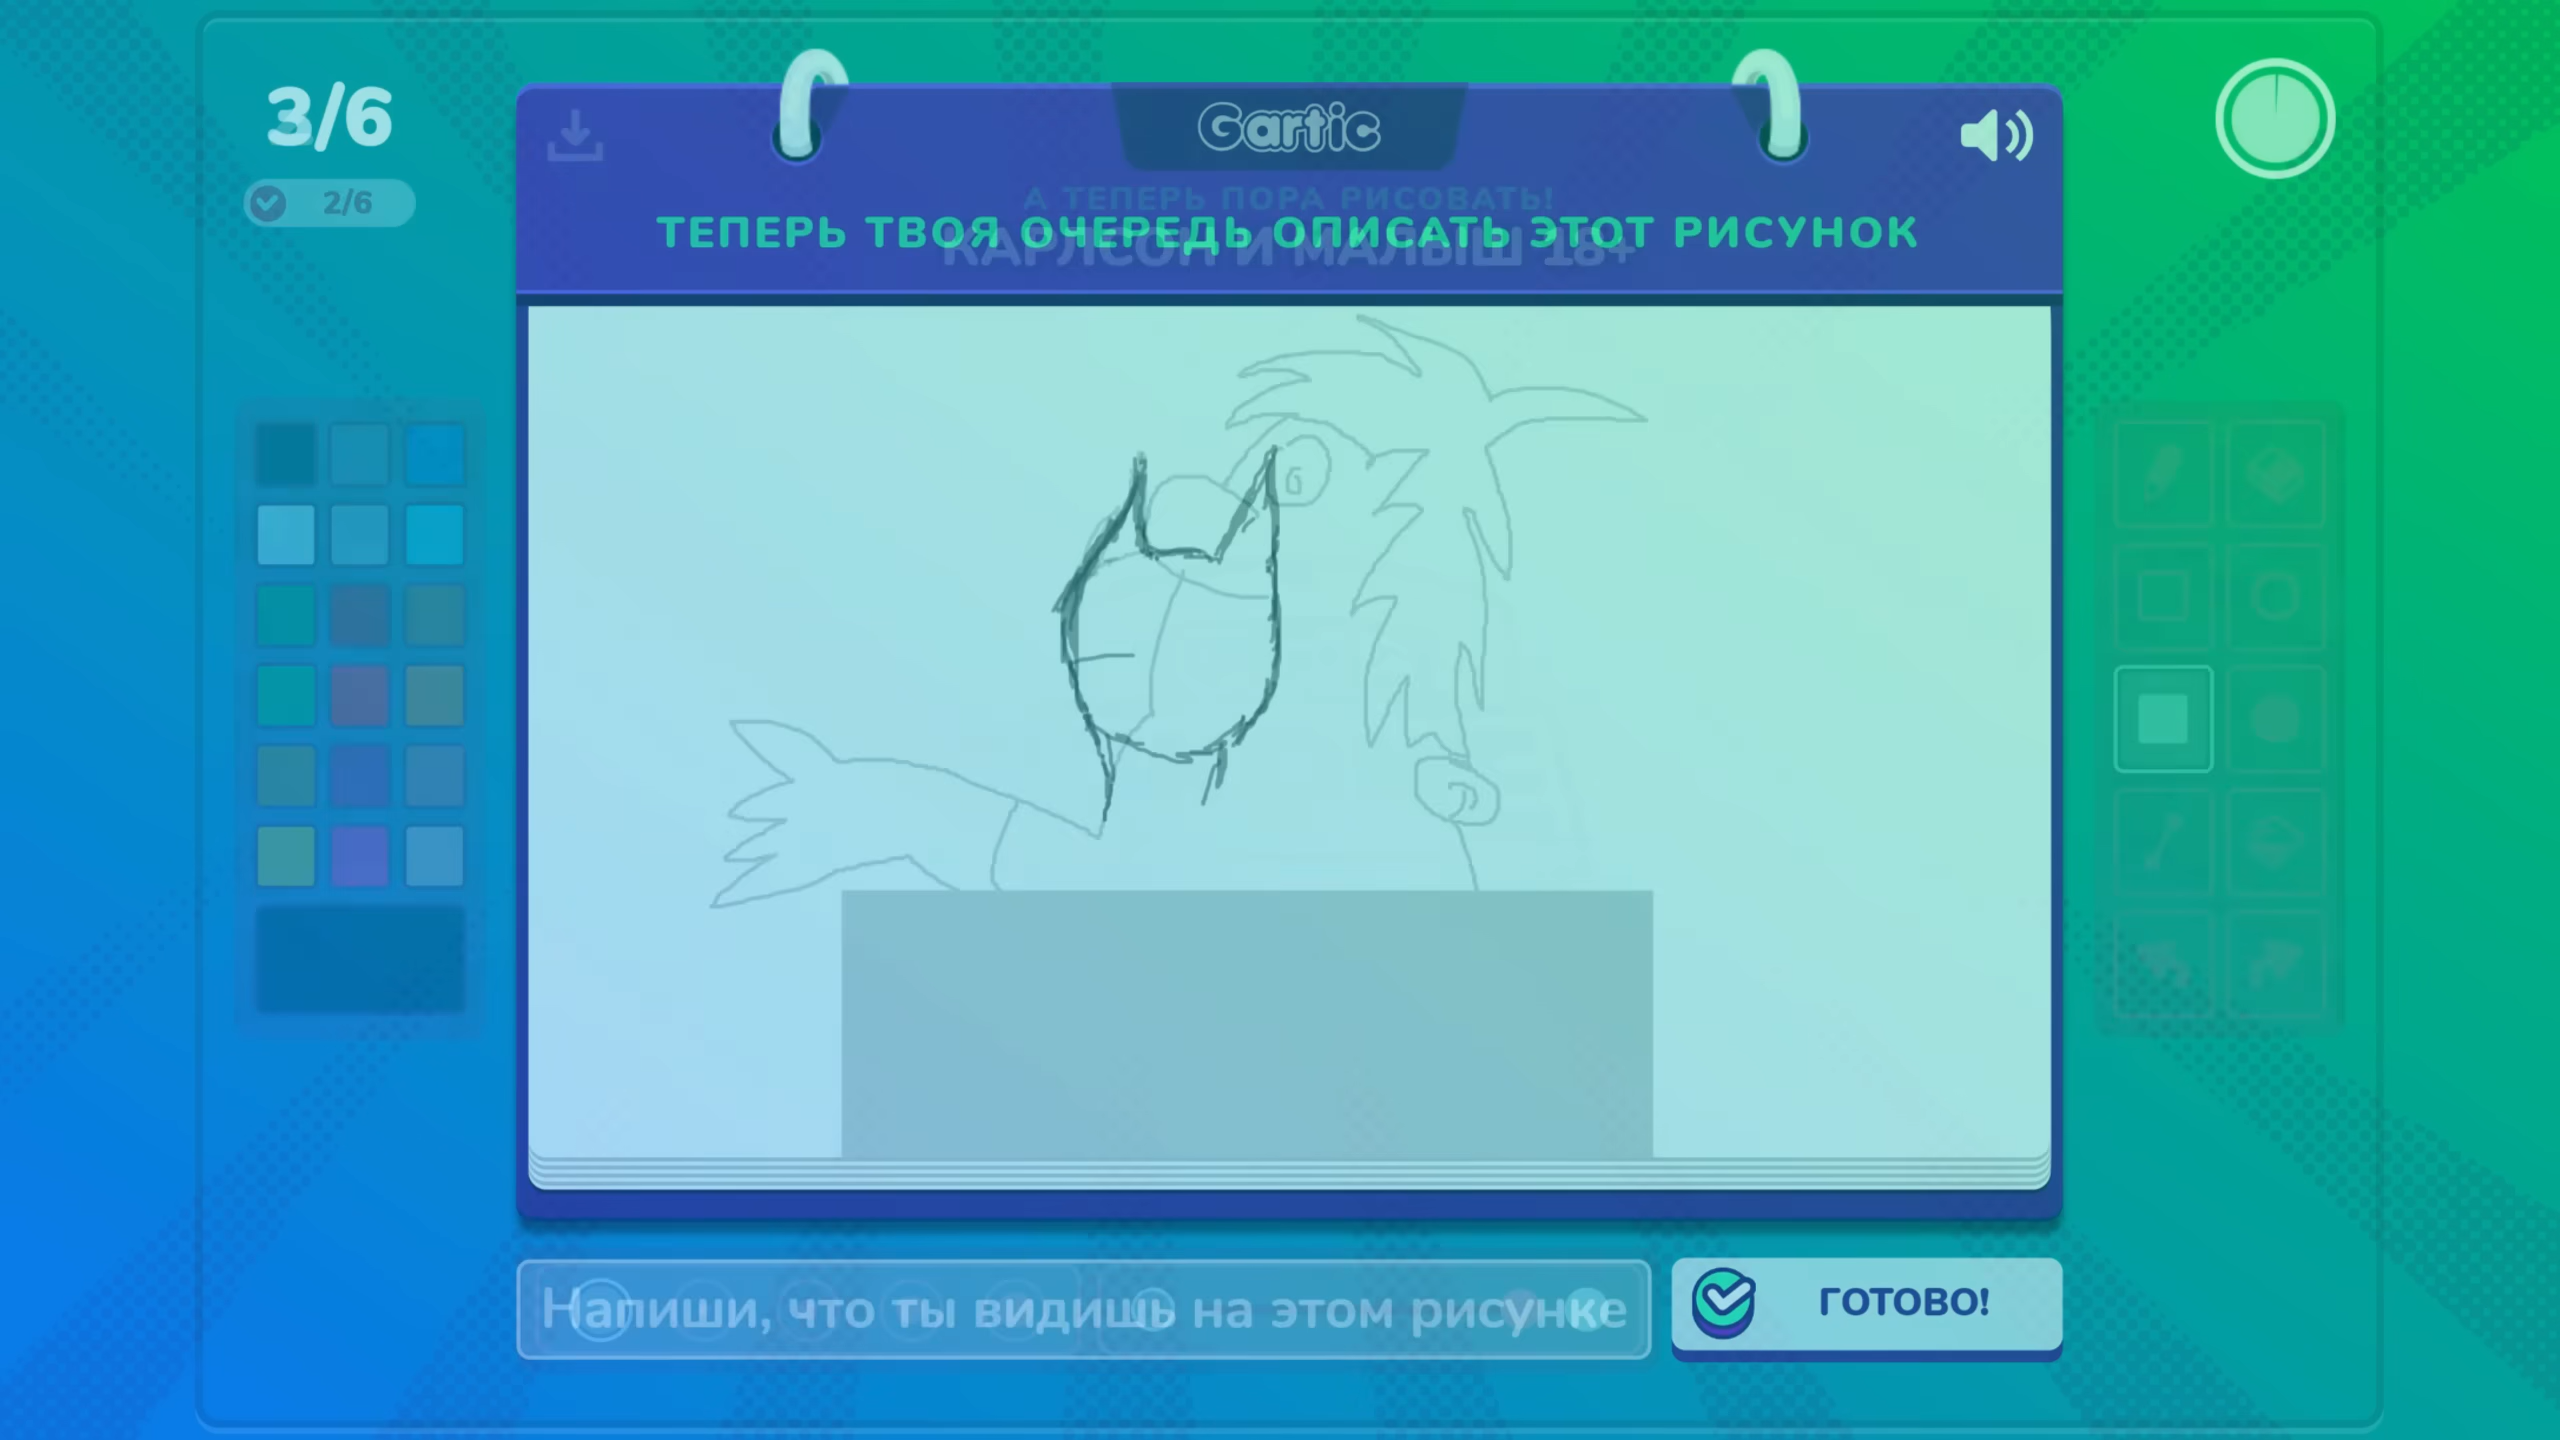 3/6
2/6
Gartic
А ТЕПЕРЬ ПОРА РИСОВАТЬ!
ТЕПЕРЬ ТВОЯ ОЧЕРЕДЬ ОПИСАТЬ ЭТОТ РИСУНОК
КАРЛСОН И МАЛЫШ 18+
Напиши, что ты видишь на этом рисунке
ГОТОВО!